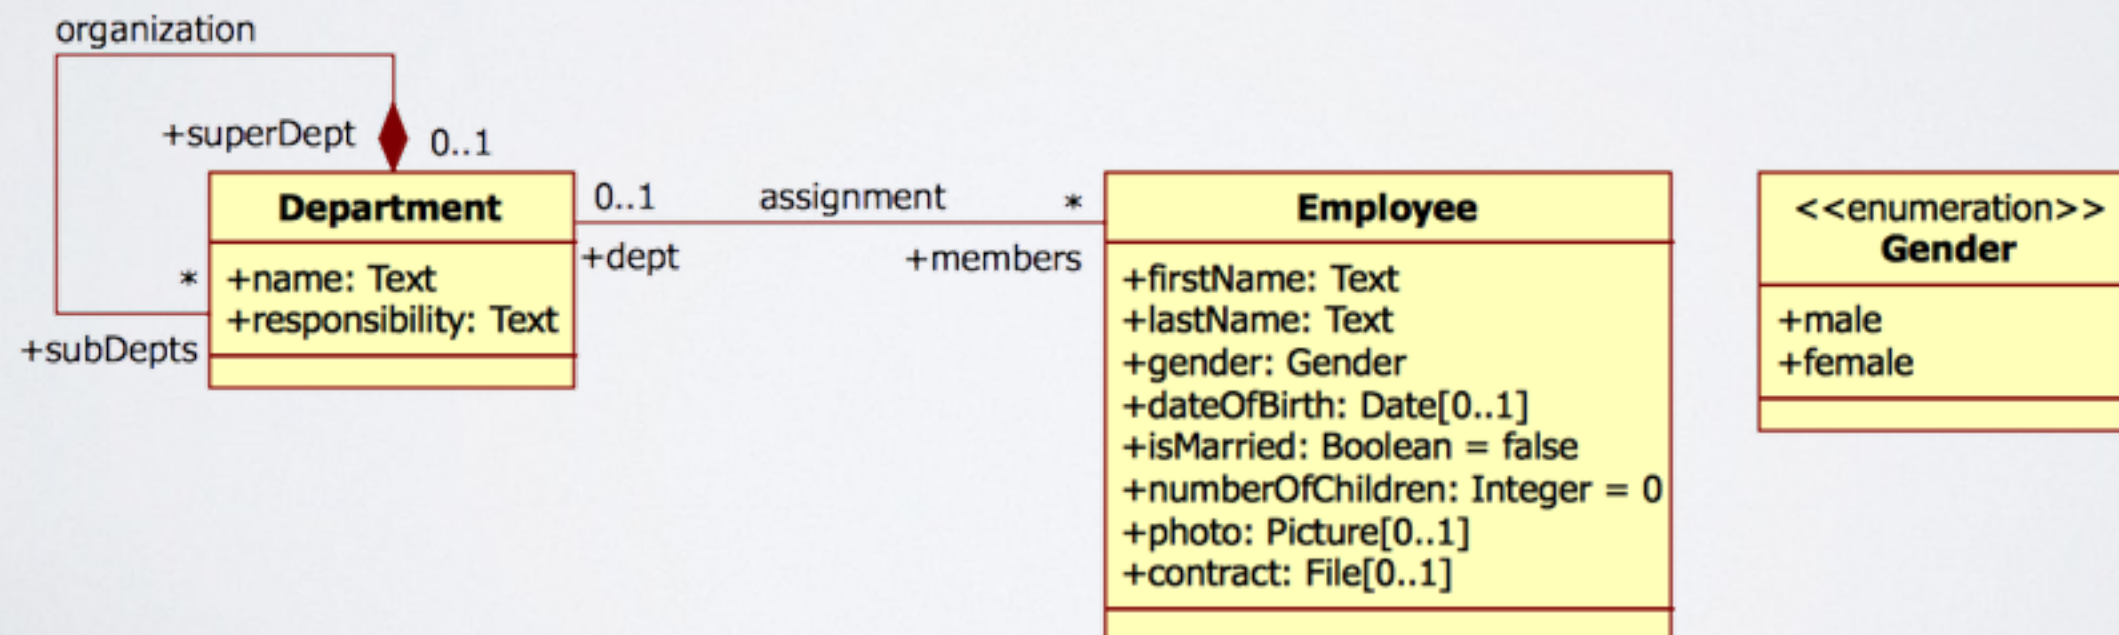 organization
+superDept
0..1
Department
+name: Text
+responsibility: Text
*
+subDepts
0..1
assignment
*
+dept
+members
Employee
+firstName: Text
+lastName: Text
+gender: Gender
+dateOfBirth: Date[0..1]
+isMarried: Boolean = false
+numberOfChildren: Integer = 0
+photo: Picture[0..1]
+contract: File[0..1]
<<enumeration>>
Gender
+male
+female